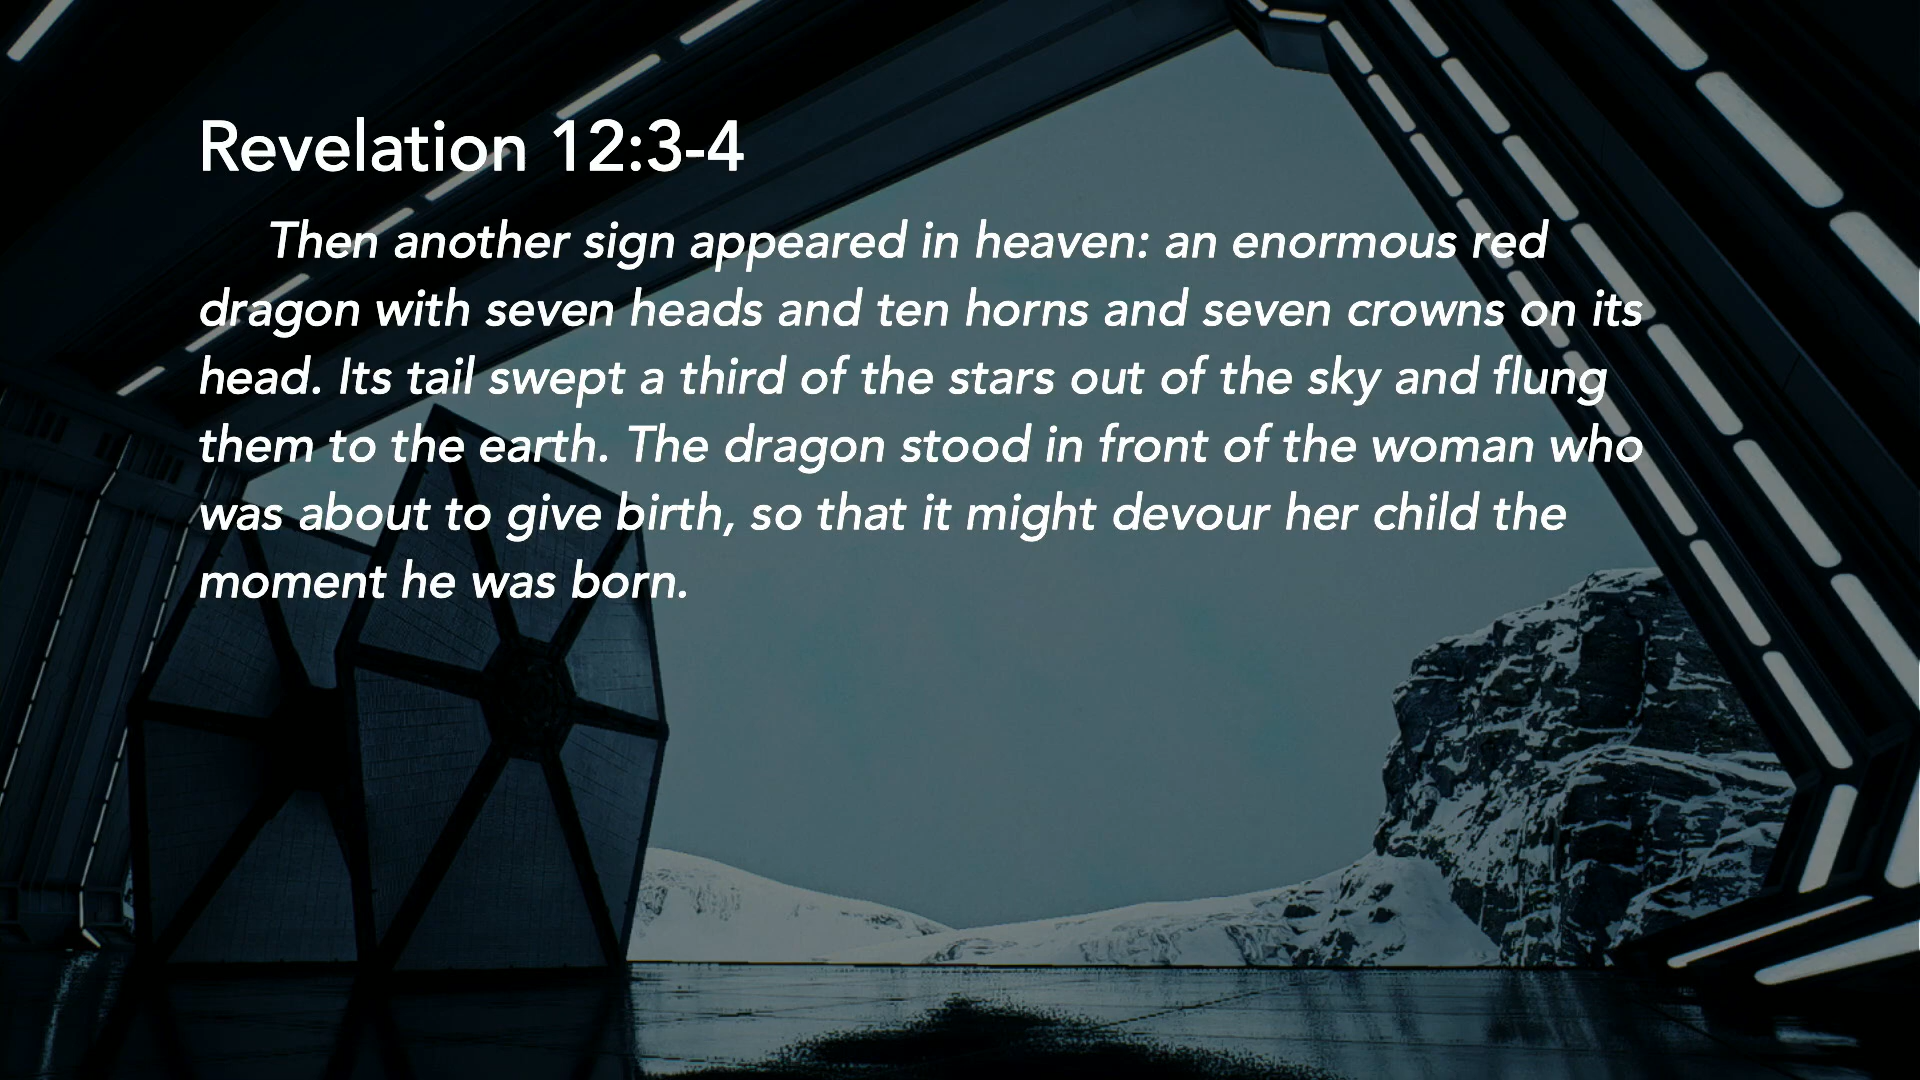 Revelation 12:3-4
Then another sign appeared in heaven: an enormous red
dragon with seven heads and ten horns and seven crowns on its
head. Its tail swept a third of the stars out of the sky and flung
them to the earth. The dragon stood in front of the woman who
was about to give birth, so that it might devour her child the
moment he was born.